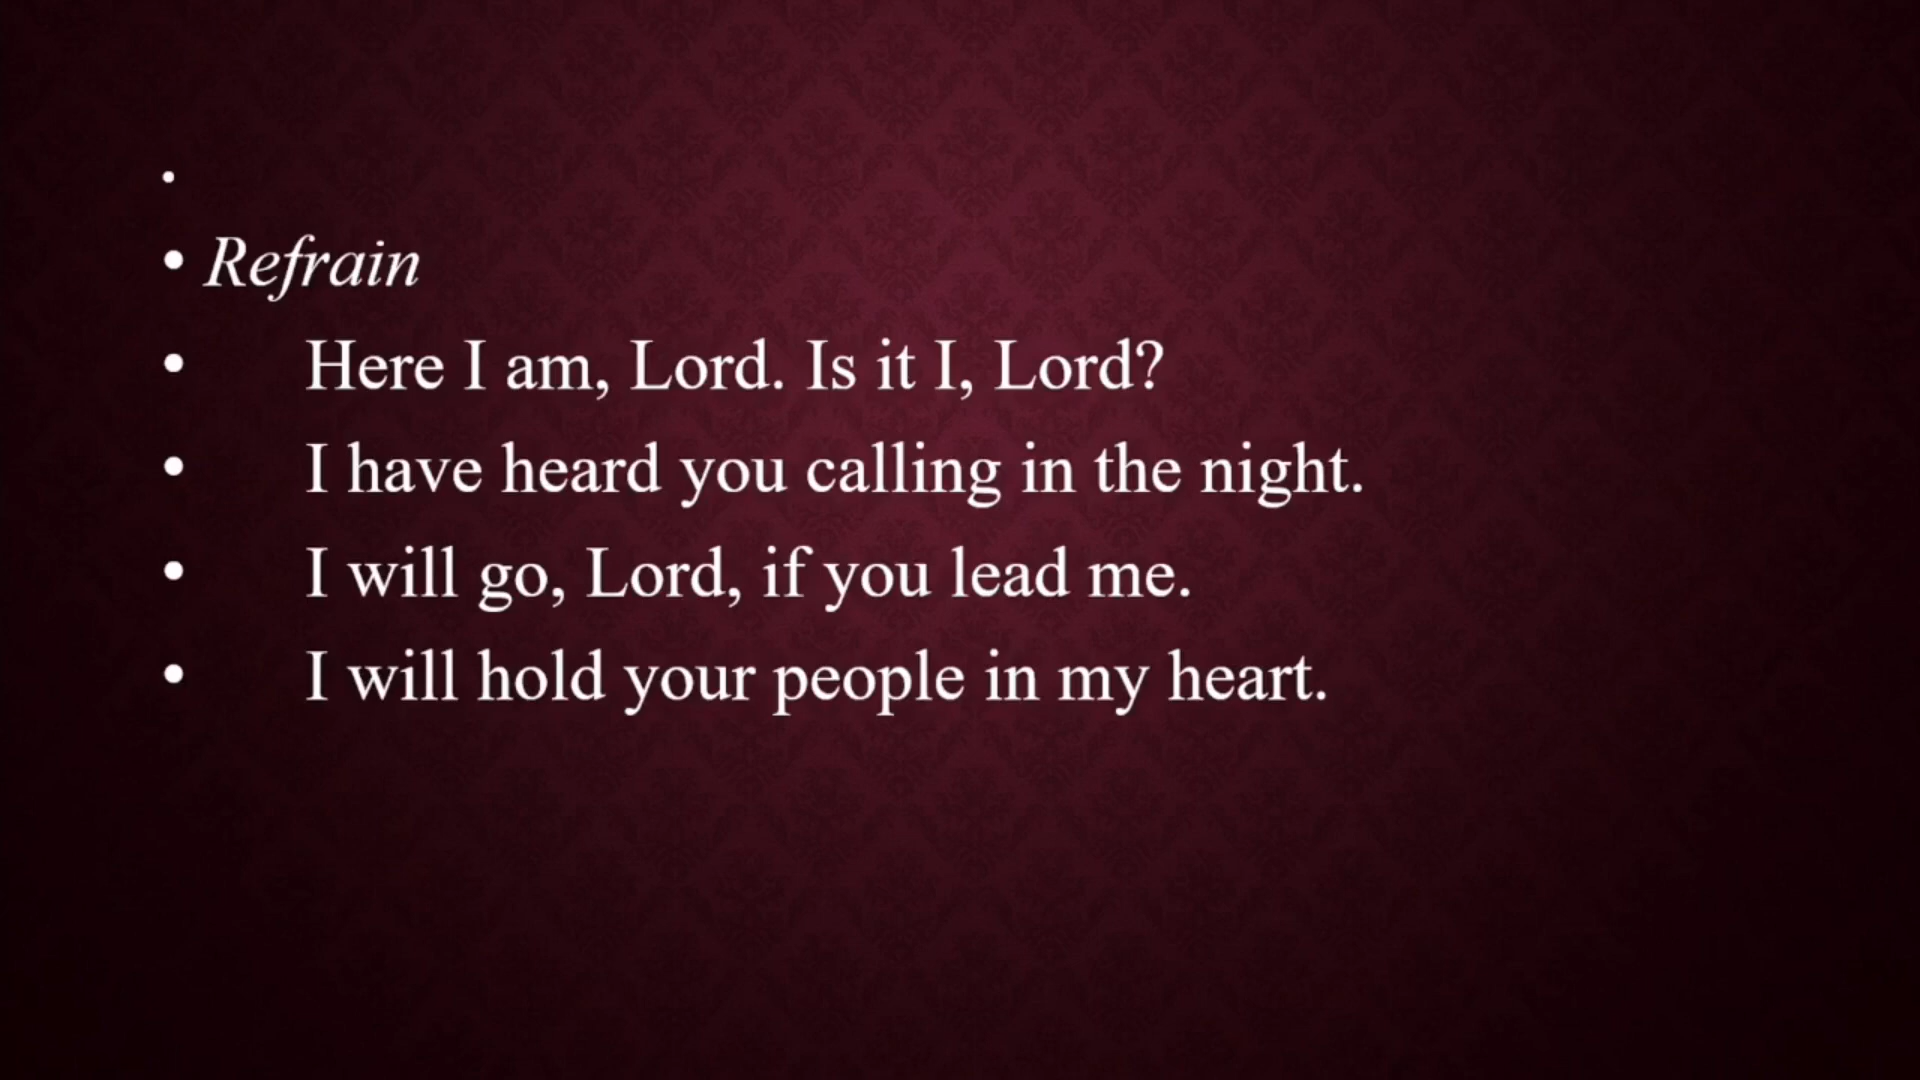 •
• Refrain
• Here I am, Lord. Is it I, Lord?
• I have heard you calling in the night.
• I will go, Lord, if you lead me.
• I will hold your people in my heart.